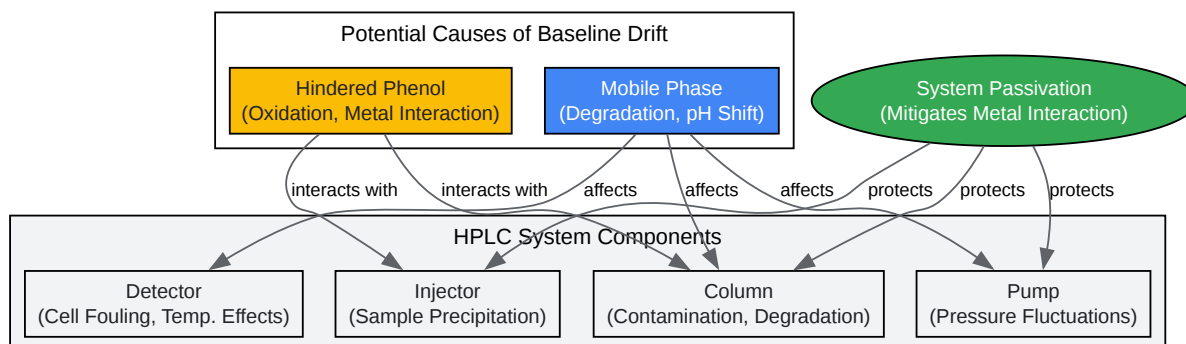 Potential Causes of Baseline Drift
Hindered Phenol
(Oxidation, Metal Interaction)
Mobile Phase
(Degradation, pH Shift)
System Passivation
(Mitigates Metal Interaction)
interacts with
interacts with
affects
affects
affects
protects
protects
protects
HPLC System Components
Detector
(Cell Fouling, Temp. Effects)
Injector
(Sample Precipitation)
Column
(Contamination, Degradation)
Pump
(Pressure Fluctuations)